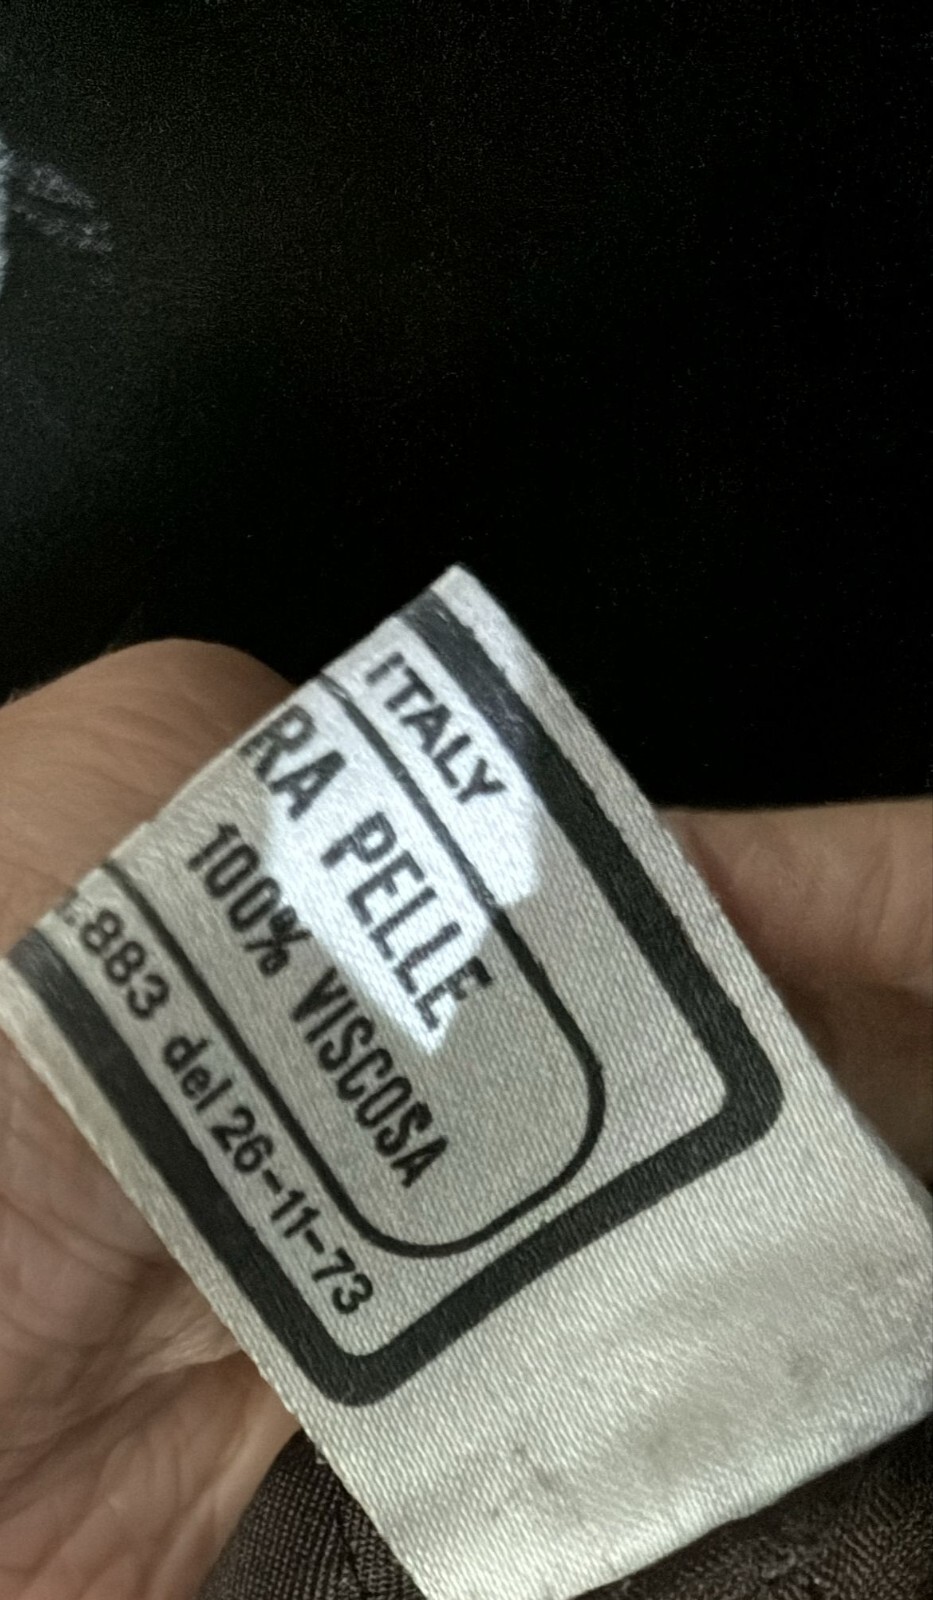 ITALY
RA PELLE
100% VISCOSA
.883 del 26-11-73